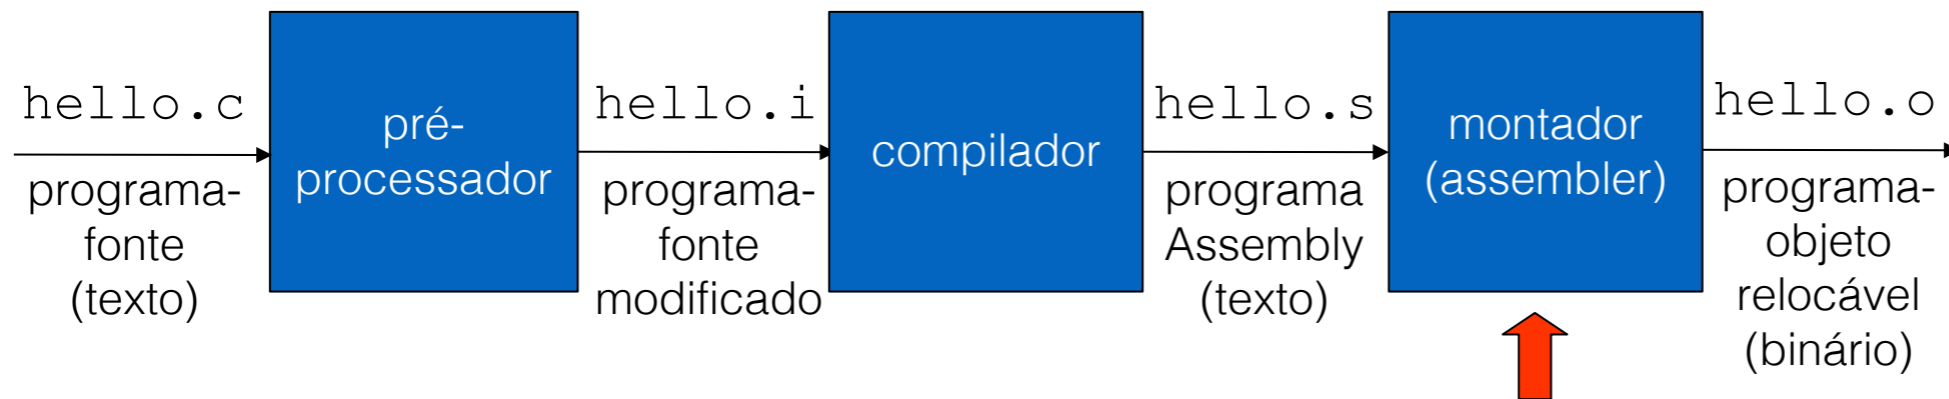 hello.c
programa-
fonte
(texto)
pré-
processador
hello.i
programa-
fonte
modificado
compilador
hello.s
programa
Assembly
(texto)
montador
(assembler)
hello.o
programa-
objeto
relocável
(binário)